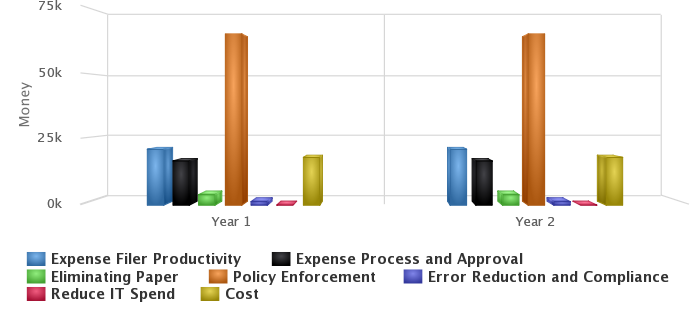 75k
50k
Money
25k
0k
Year 1 Year 2
Expense Filer Productivity Expense Process and Approval
Eliminating Paper Policy Enforcement Error Reduction and Compliance
Reduce IT Spend Cost